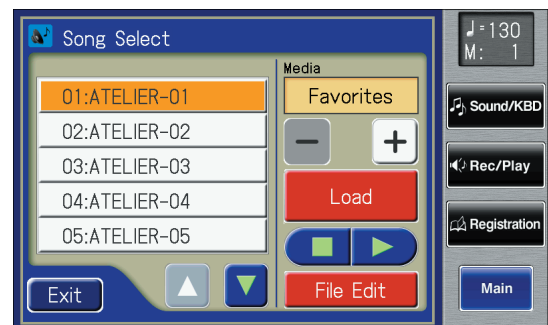 Song Select
Media
01:ATELIER-01
02:ATELIER-02
03:ATELIER-03
04:ATELIER-04
05:ATELIER-05
Favorites
Load
File Edit
Exit
♩=130
M: 1
Sound/KBD
Rec/Play
Registration
Main